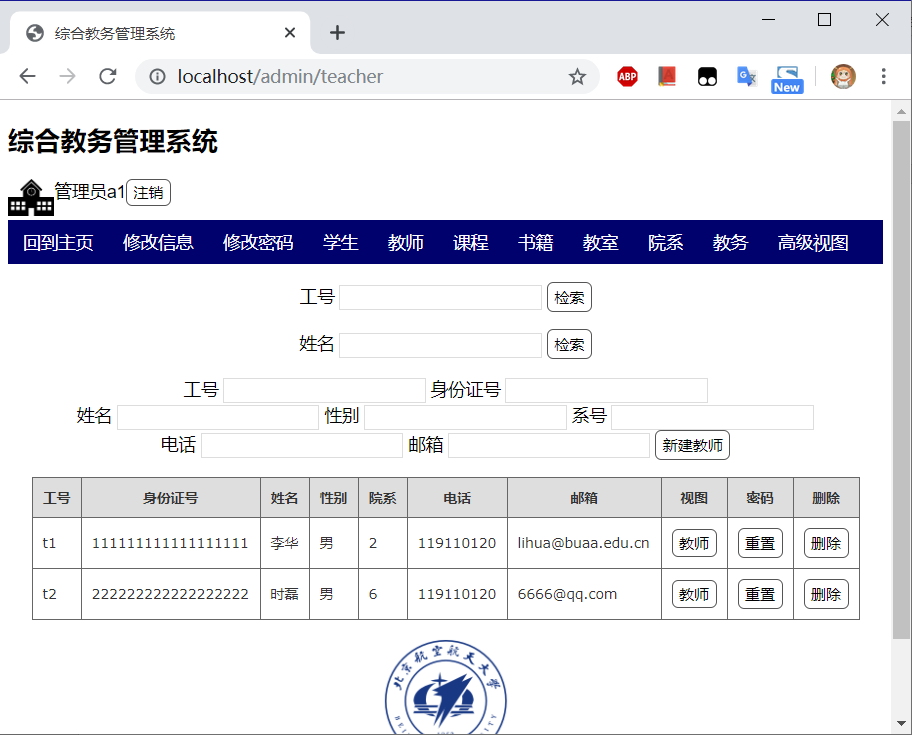 综合教务管理系统
localhost/admin/teacher
ABP
New
综合教务管理系统
管理员a1 注销
回到主页 修改信息 修改密码 学生 教师 课程 书籍 教室 院系 教务 高级视图
工号 检索
姓名 检索
工号 身份证号
姓名 性别 系号
电话 邮箱 新建教师
工号 身份证号 姓名 性别 院系 电话 邮箱 视图 密码 删除
t1 111111111111111111 李华 男 2 119110120 lihua@buaa.edu.cn 教师 重置 删除
t2 222222222222222222 时磊 男 6 119110120 6666@qq.com 教师 重置 删除
北京航空航天大学